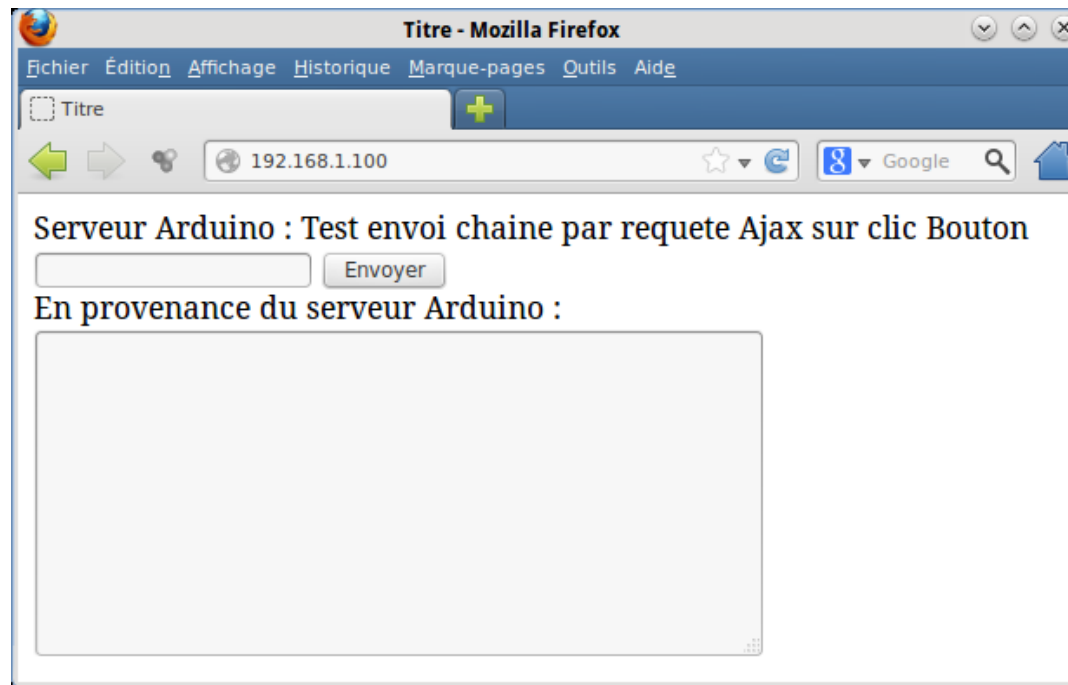 Titre - Mozilla Firefox
Fichier Édition Affichage Historique Marque-pages Outils Aide
Titre
192.168.1.100 8 Google
Serveur Arduino : Test envoi chaine par requete Ajax sur clic Bouton
Envoyer
En provenance du serveur Arduino :